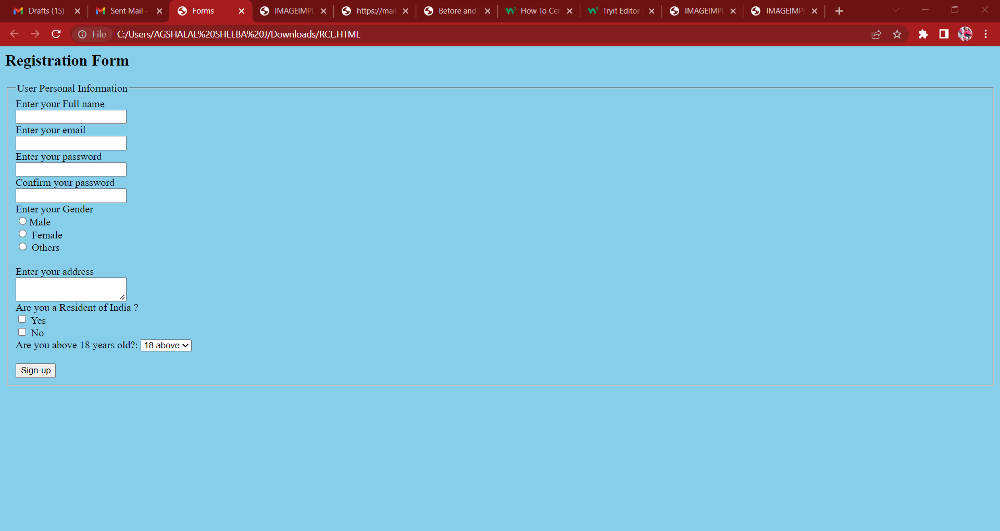 Drafts (15)
Sent Mail -
Forms
IMAGEIMPL
https://mail
Before and
How To Cen
Tryit Editor
IMAGEIMPL
IMAGEIMPL
File
C:/Users/AGSHALAL%20SHEEBA%20J/Downloads/RCL.HTML
Registration Form
User Personal Information
Enter your Full name
Enter your email
Enter your password
Confirm your password
Enter your Gender
Male
Female
Others
Enter your address
Are you a Resident of India ?
Yes
No
Are you above 18 years old?: 18 above
Sign-up